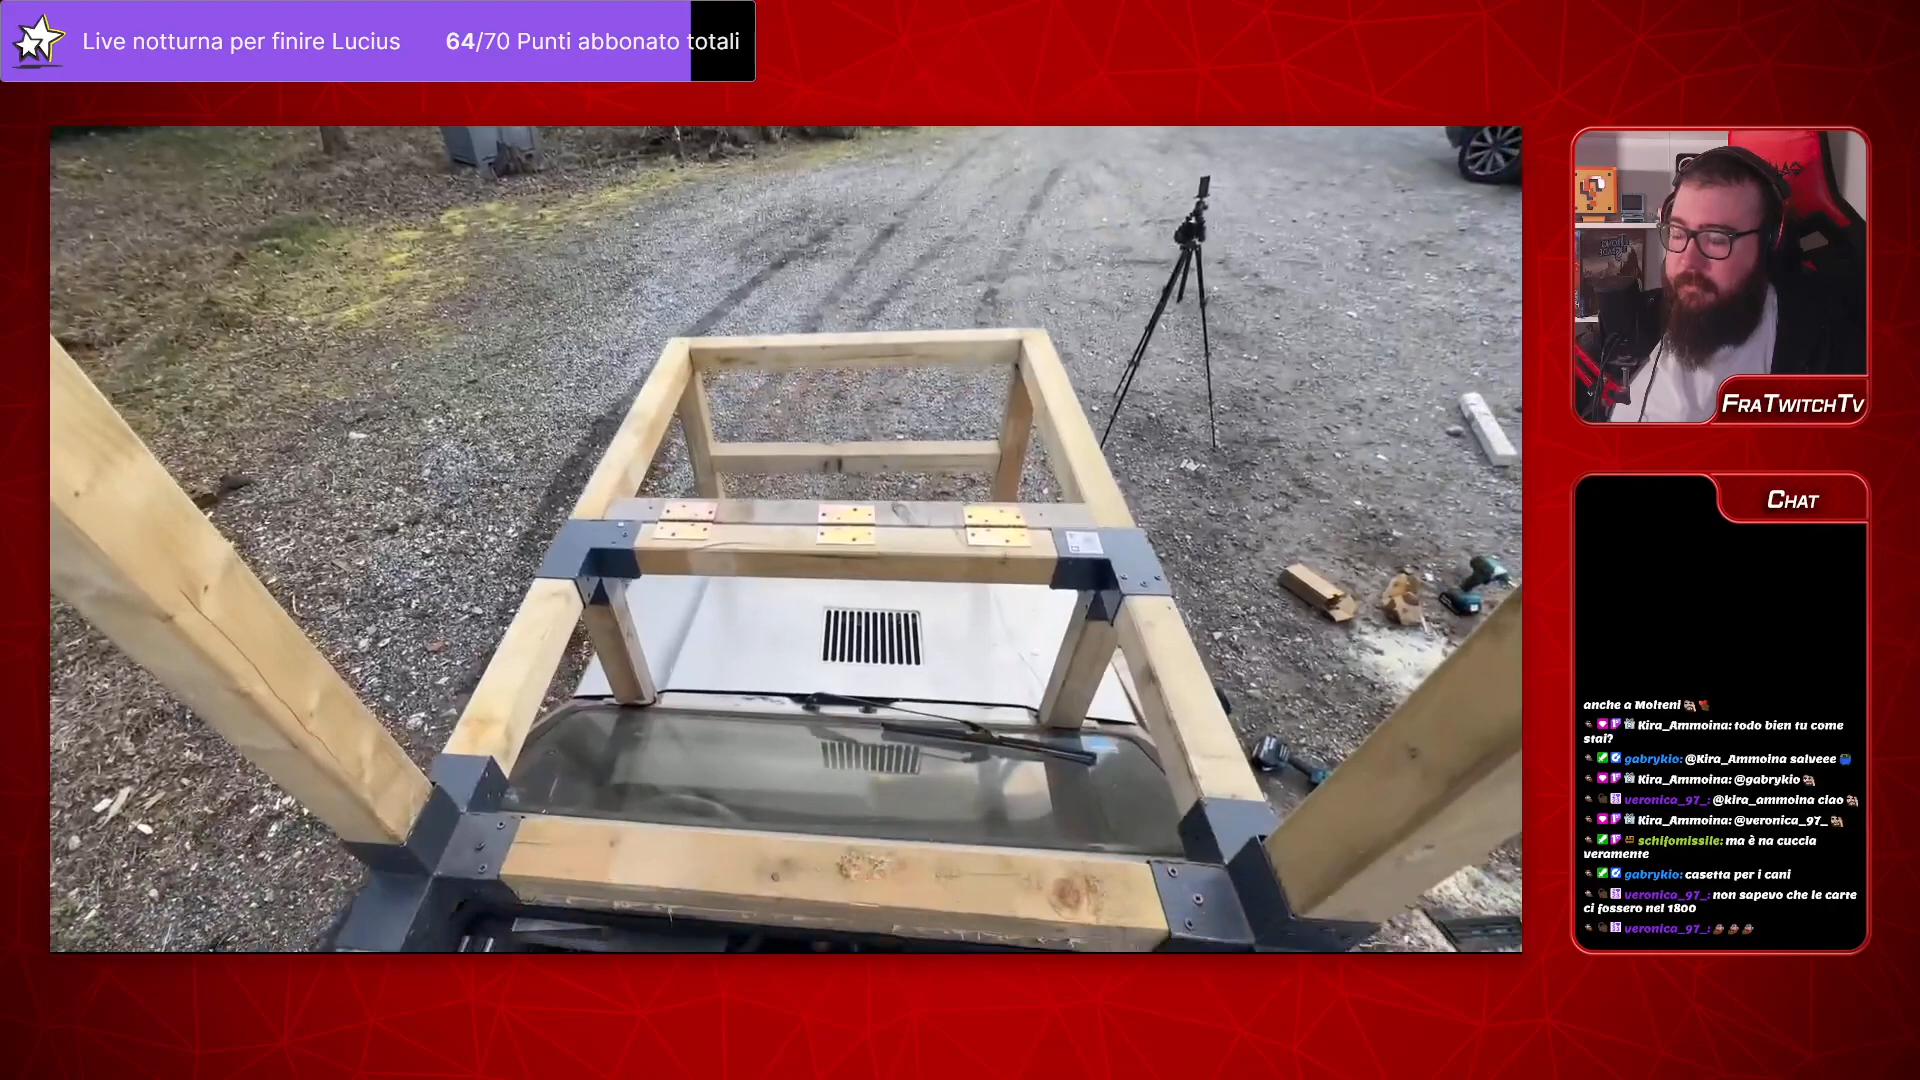 Live notturna per finire Lucius 64/70 Punti abbonato totali
FraTwitchTv
Chat
anche a Molteni
Kira_Ammoina: todo bien tu come
stai?
gabrykio: @Kira_Ammoina salveee
Kira_Ammoina: @gabrykio
veronica_97_: @kira_ammoina ciao
Kira_Ammoina: @veronica_97_
schifomissile: ma è na cuccia
veramente
gabrykio: casetta per i cani
veronica_97_: non sapevo che le carte
ci fossero nel 1800
veronica_97_: